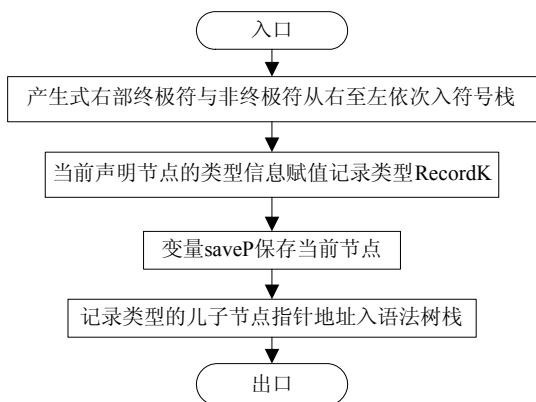 入口
产生式右部终极符与非终极符从右至左依次入符号栈
当前声明节点的类型信息赋值记录类型RecordK
变量saveP保存当前节点
记录类型的儿子节点指针地址入语法树栈
出口